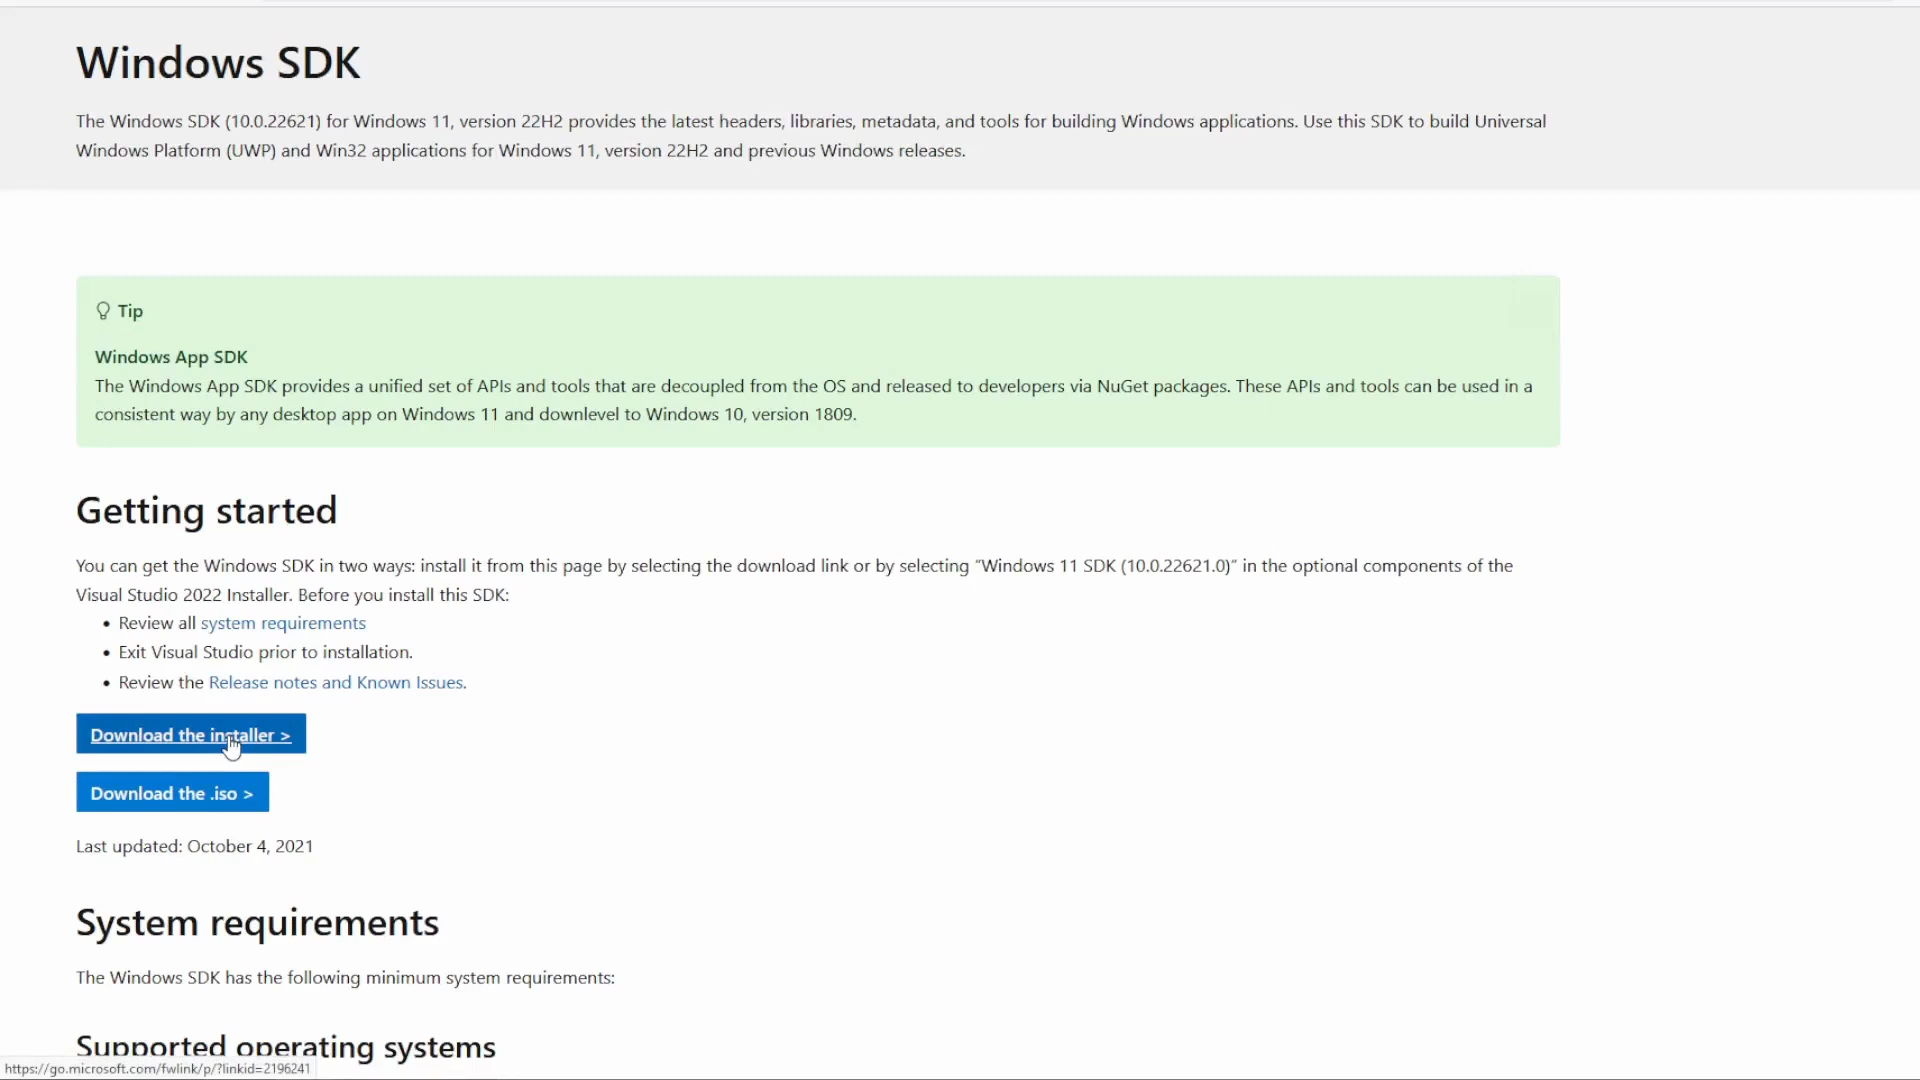 Windows SDK
The Windows SDK (10.0.22621) for Windows 11, version 22H2 provides the latest headers, libraries, metadata, and tools for building Windows applications. Use this SDK to build Universal
Windows Platform (UWP) and Win32 applications for Windows 11, version 22H2 and previous Windows releases.
Tip
Windows App SDK
The Windows App SDK provides a unified set of APIs and tools that are decoupled from the OS and released to developers via NuGet packages. These APIs and tools can be used in a
consistent way by any desktop app on Windows 11 and downlevel to Windows 10, version 1809.
Getting started
You can get the Windows SDK in two ways: install it from this page by selecting the download link or by selecting “Windows 11 SDK (10.0.22621.0)” in the optional components of the
Visual Studio 2022 Installer. Before you install this SDK:
• Review all system requirements
• Exit Visual Studio prior to installation.
• Review the Release notes and Known Issues.
Download the installer >
Download the .iso >
Last updated: October 4, 2021
System requirements
The Windows SDK has the following minimum system requirements:
Supported operating systems
https://go.microsoft.com/fwlink/p/?linkid=2196241